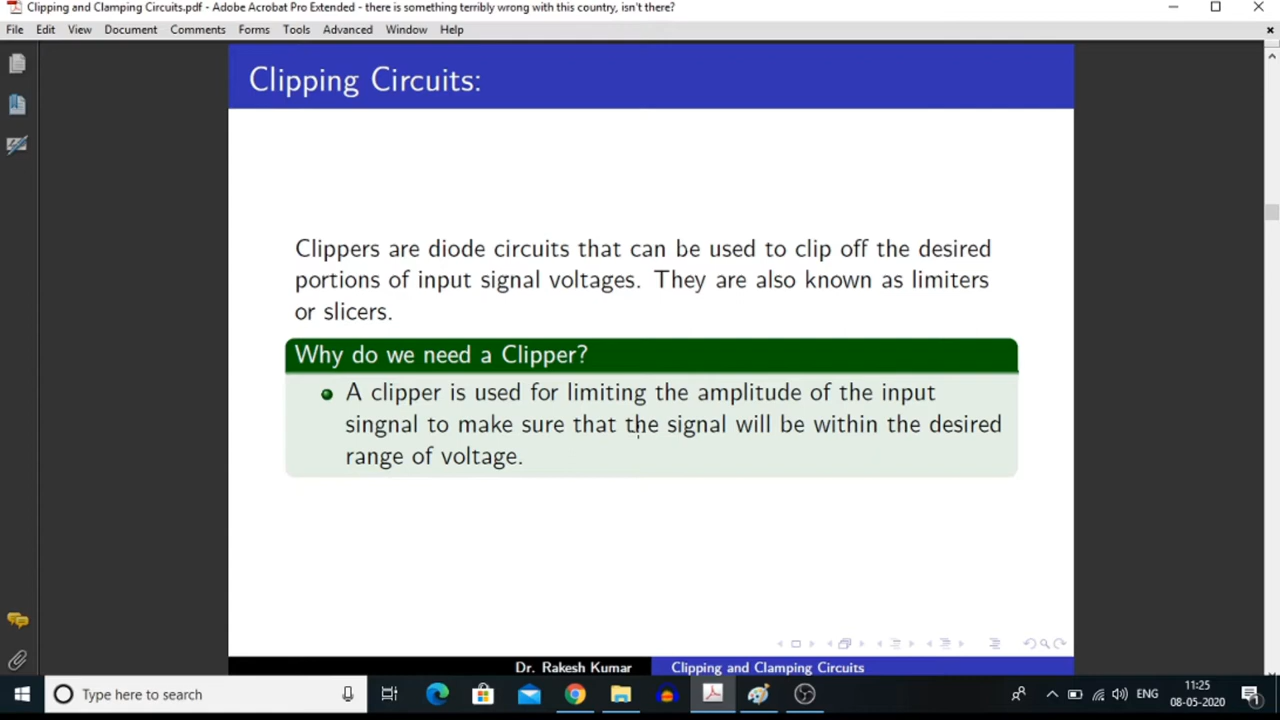 Clipping and Clamping Circuits.pdf - Adobe Acrobat Pro Extended - there is something terribly wrong with this country, isn't there?
File Edit View Document Comments Forms Tools Advanced Window Help
Clipping Circuits:
Clippers are diode circuits that can be used to clip off the desired
portions of input signal voltages. They are also known as limiters
or slicers.
Why do we need a Clipper?
A clipper is used for limiting the amplitude of the input
singnal to make sure that the signal will be within the desired
range of voltage.
Dr. Rakesh Kumar Clipping and Clamping Circuits
Type here to search
ENG
11:25
08-05-2020
1